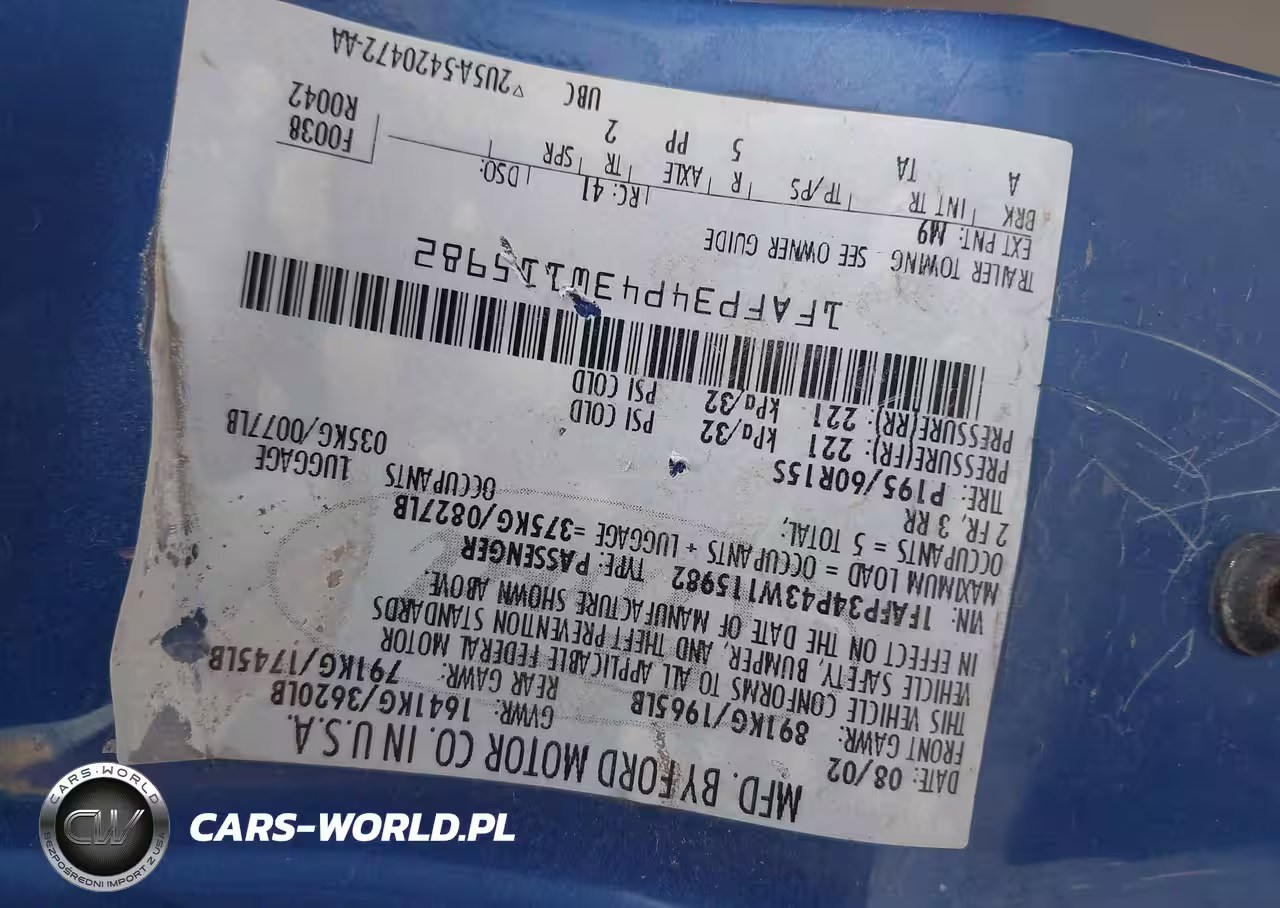 MFD. BY FORD MOTOR CO. IN U.S.A.
DATE: 08/02 GVWR: 1641KG/3620LB
FRONT GAWR: 891KG/1965LB REAR GAWR: 791KG/1745LB
THIS VEHICLE CONFORMS TO ALL APPLICABLE FEDERAL MOTOR
VEHICLE SAFETY, BUMPER, AND THEFT PREVENTION STANDARDS
IN EFFECT ON THE DATE OF MANUFACTURE SHOWN ABOVE.
VIN: 1FAFP34P43W115982 TYPE: PASSENGER
MAXIMUM LOAD = OCCUPANTS + LUGGAGE = 375KG/0827LB
OCCUPANTS = 5 TOTAL, OCCUPANTS LUGGAGE
2 FR, 3 RR 035KG/0077LB
TIRE: P195/60R15S
PRESSURE(FR): 221 kPa/32 PSI COLD
PRESSURE(RR): 221 kPa/32 PSI COLD
1FAFP34P43W115982
TRAILER TOWING - SEE OWNER GUIDE
EXT PNT: M9 RC: 41 DSO: F0038
BRK INT TR TP/PS R AXLE TR SPR R0042
A TA 5 PP 2 UBC
▽2U5A-5420472-AA
CARS-WORLD
CW
BEZPOŚREDNI IMPORT Z USA
CARS-WORLD.PL